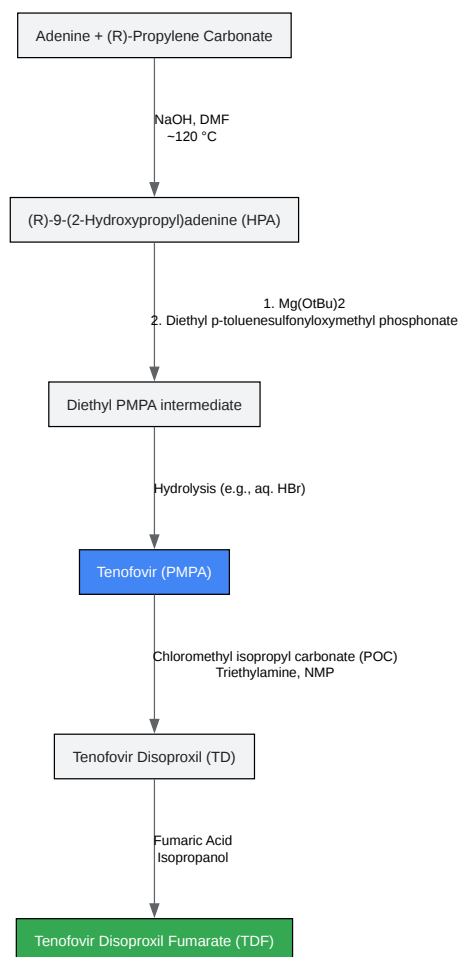 Adenine + (R)-Propylene Carbonate
NaOH, DMF
~120 °C
(R)-9-(2-Hydroxypropyl)adenine (HPA)
1. Mg(OtBu)2
2. Diethyl p-toluenesulfonyloxymethyl phosphonate
Diethyl PMPA intermediate
Hydrolysis (e.g., aq. HBr)
Tenofovir (PMPA)
Chloromethyl isopropyl carbonate (POC)
Triethylamine, NMP
Tenofovir Disoproxil (TD)
Fumaric Acid
Isopropanol
Tenofovir Disoproxil Fumarate (TDF)